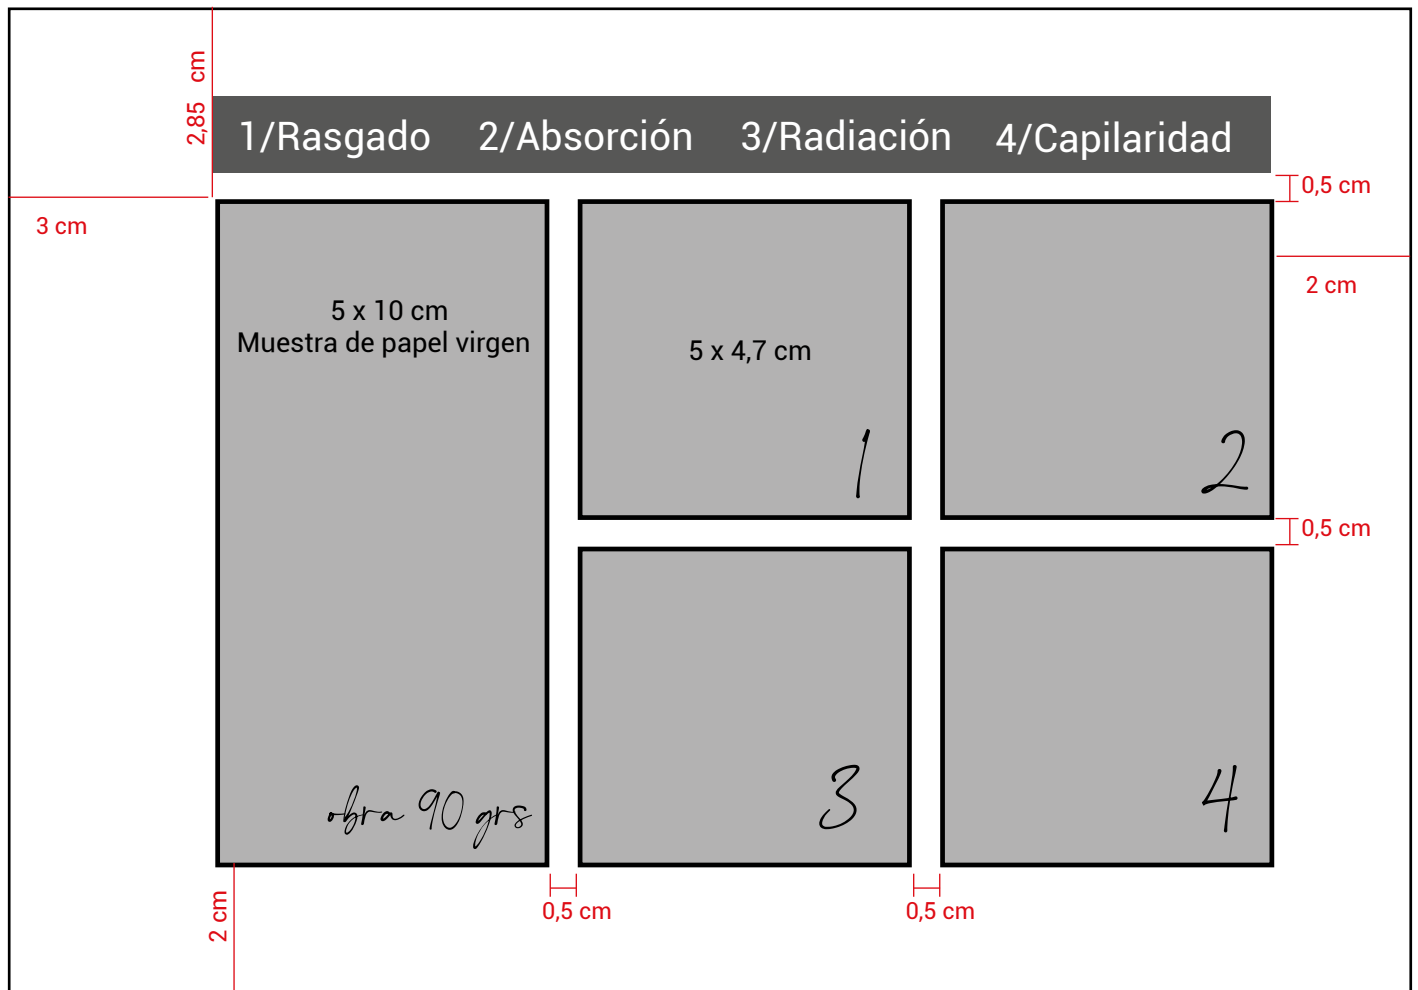 2,85 cm
1/Rasgado 2/Absorción 3/Radiación 4/Capilaridad
0,5 cm
3 cm
2 cm
5 x 10 cm
Muestra de papel virgen
5 x 4,7 cm
1
2
0,5 cm
obra 90 grs
3
4
2 cm
0,5 cm
0,5 cm